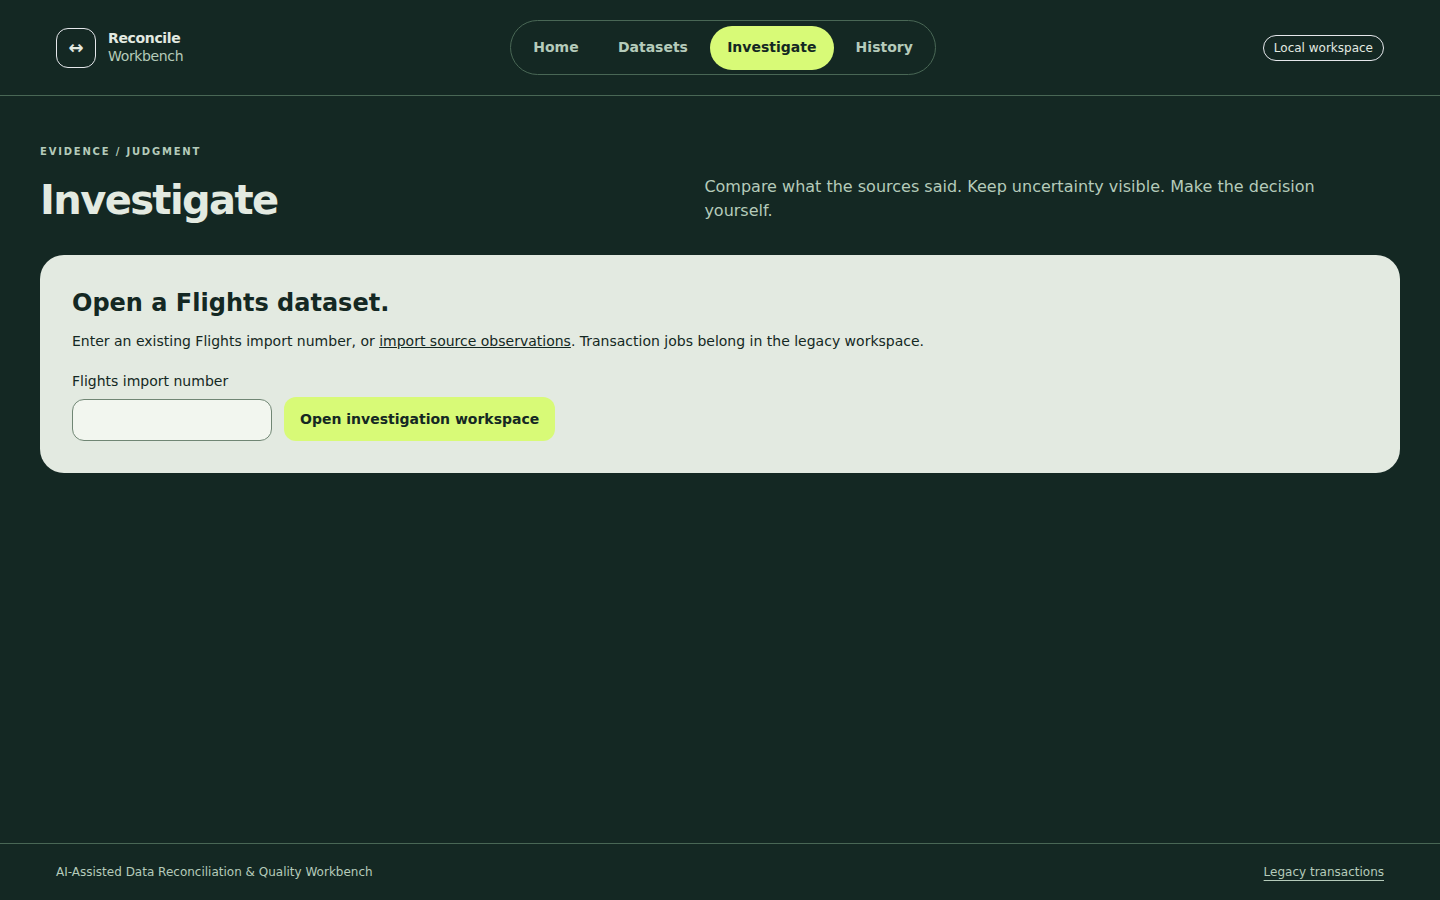 Reconcile
Workbench
Home
Datasets
Investigate
History
Local workspace
EVIDENCE / JUDGMENT
Investigate
Compare what the sources said. Keep uncertainty visible. Make the decision
yourself.
Open a Flights dataset.
Enter an existing Flights import number, or import source observations. Transaction jobs belong in the legacy workspace.
Flights import number
Open investigation workspace
AI-Assisted Data Reconciliation & Quality Workbench
Legacy transactions